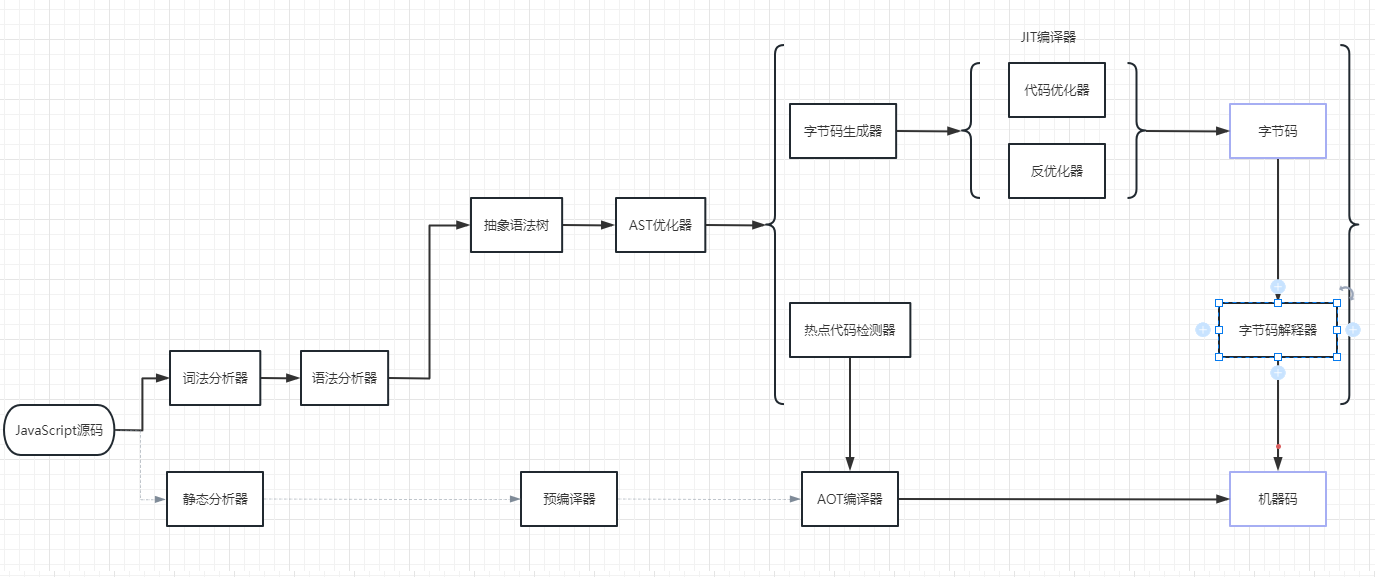 JIT编译器
代码优化器
字节码生成器
字节码
反优化器
抽象语法树
AST优化器
热点代码检测器
字节码解释器
词法分析器
语法分析器
JavaScript源码
静态分析器
预编译器
AOT编译器
机器码